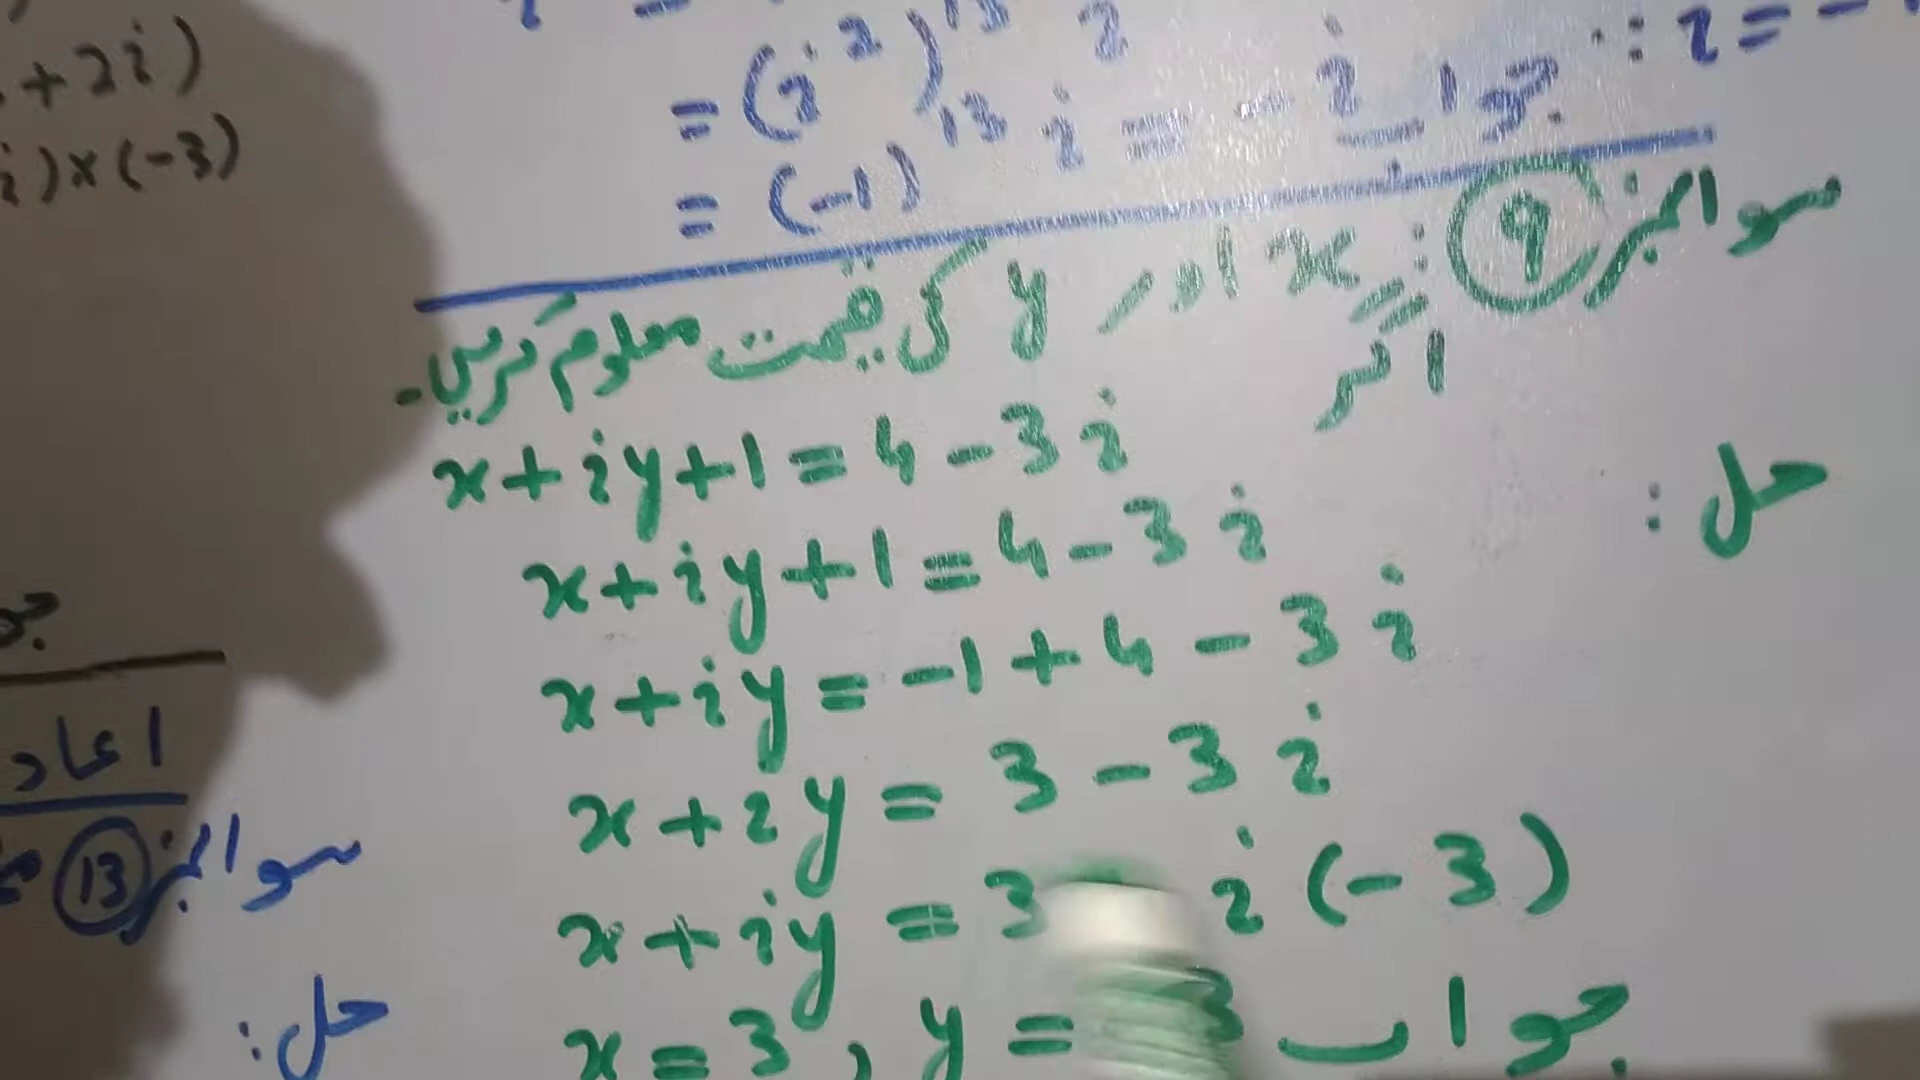 = (i²)¹³ i
= (-1)¹³ i = - i جواب
سوال نمبر 9: x اور y کی قیمت معلوم کریں۔
اگر
x + iy + 1 = 4 - 3i
حل:
x + iy + 1 = 4 - 3i
x + iy = -1 + 4 - 3i
x + iy = 3 - 3i
x + iy = 3 i(-3)
x = 3 , y = 3 جواب
+ 2i)
i) x (-3)
اعاد
سوال نمبر 13
حل: